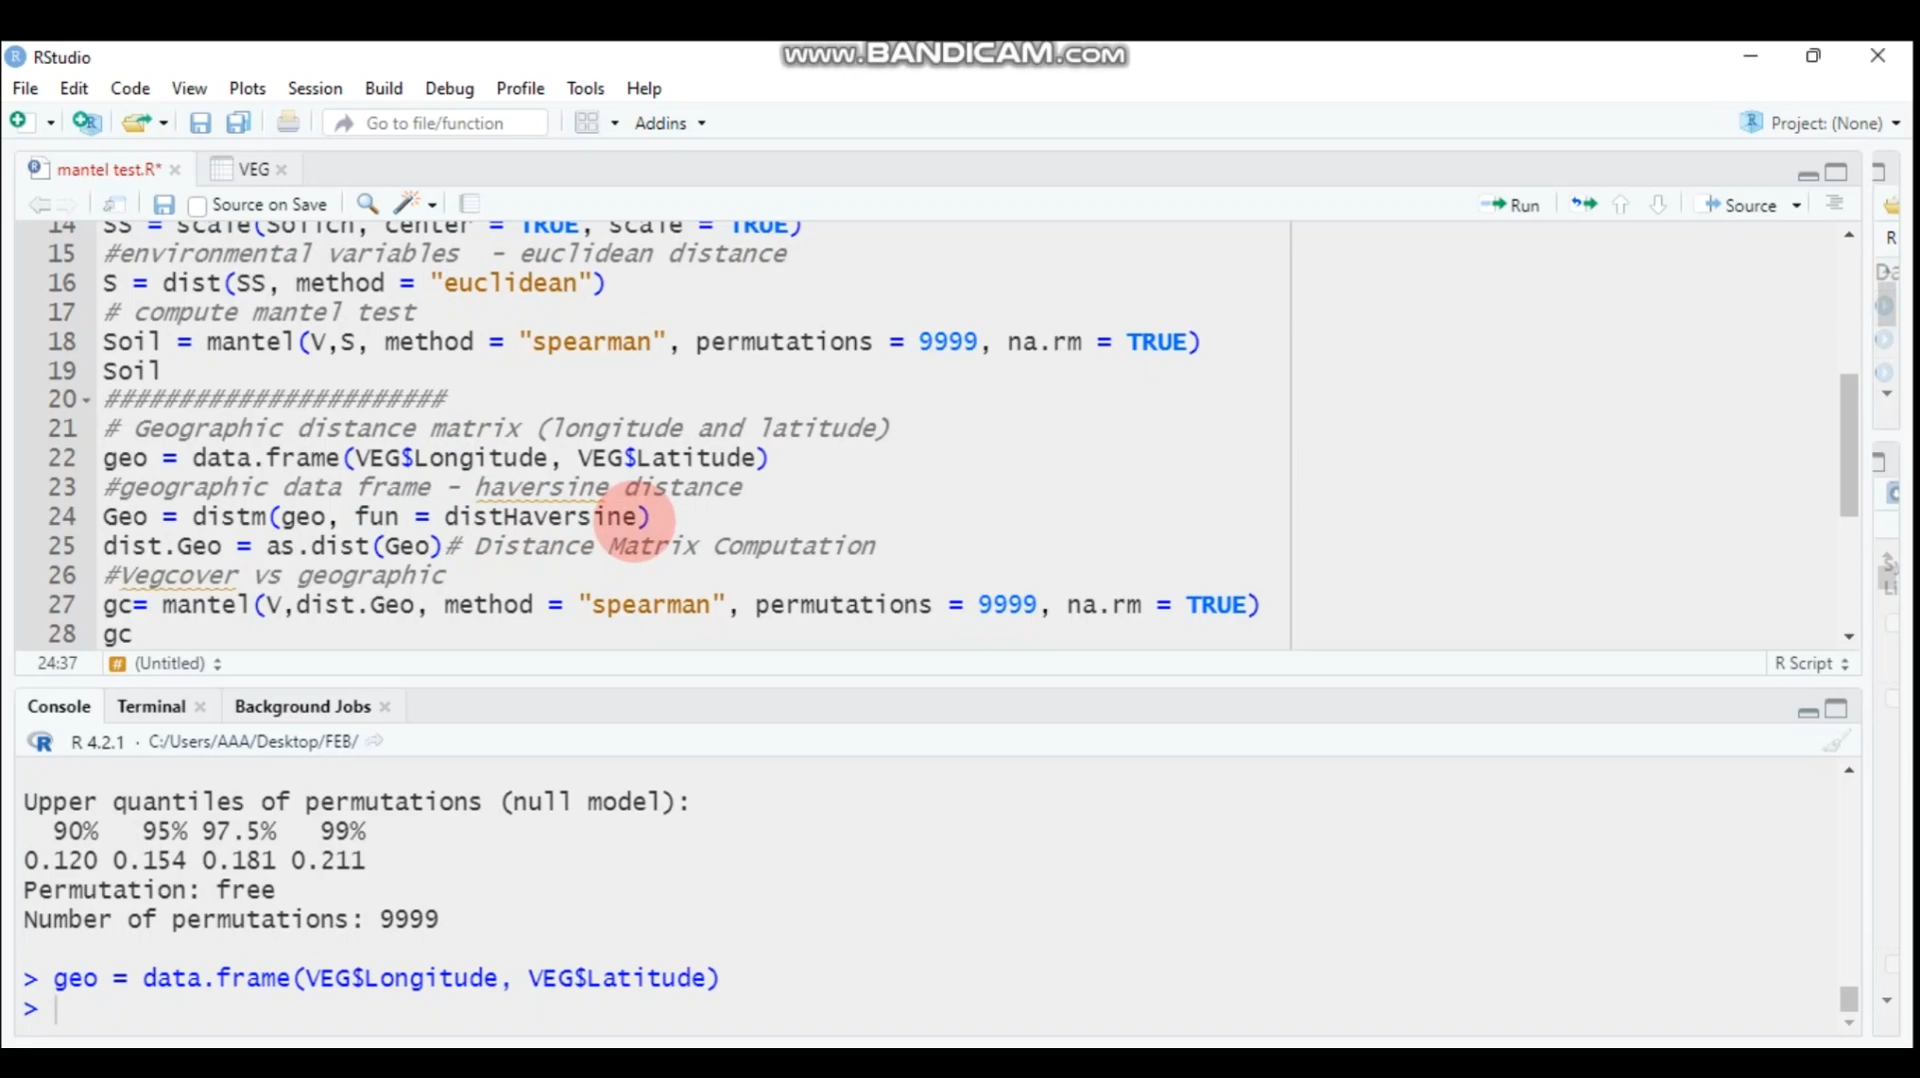 www.BANDICAM.com
RStudio
File Edit Code View Plots Session Build Debug Profile Tools Help
Go to file/function Addins Project: (None)
mantel test.R* VEG
Source on Save Run Source
14 SS = scale(Soilch, center = TRUE, scale = TRUE)
15 #environmental variables  - euclidean distance
16 S = dist(SS, method = "euclidean")
17 # compute mantel test
18 Soil = mantel(V,S, method = "spearman", permutations = 9999, na.rm = TRUE)
19 Soil
20 #######################
21 # Geographic distance matrix (longitude and latitude)
22 geo = data.frame(VEG$Longitude, VEG$Latitude)
23 #geographic data frame - haversine distance
24 Geo = distm(geo, fun = distHaversine)
25 dist.Geo = as.dist(Geo)# Distance Matrix Computation
26 #Vegcover vs geographic
27 gc= mantel(V,dist.Geo, method = "spearman", permutations = 9999, na.rm = TRUE)
28 gc
24:37 # (Untitled) R Script
Console Terminal Background Jobs
R 4.2.1 · C:/Users/AAA/Desktop/FEB/
Upper quantiles of permutations (null model):
90% 95% 97.5% 99%
0.120 0.154 0.181 0.211
Permutation: free
Number of permutations: 9999
> geo = data.frame(VEG$Longitude, VEG$Latitude)
>